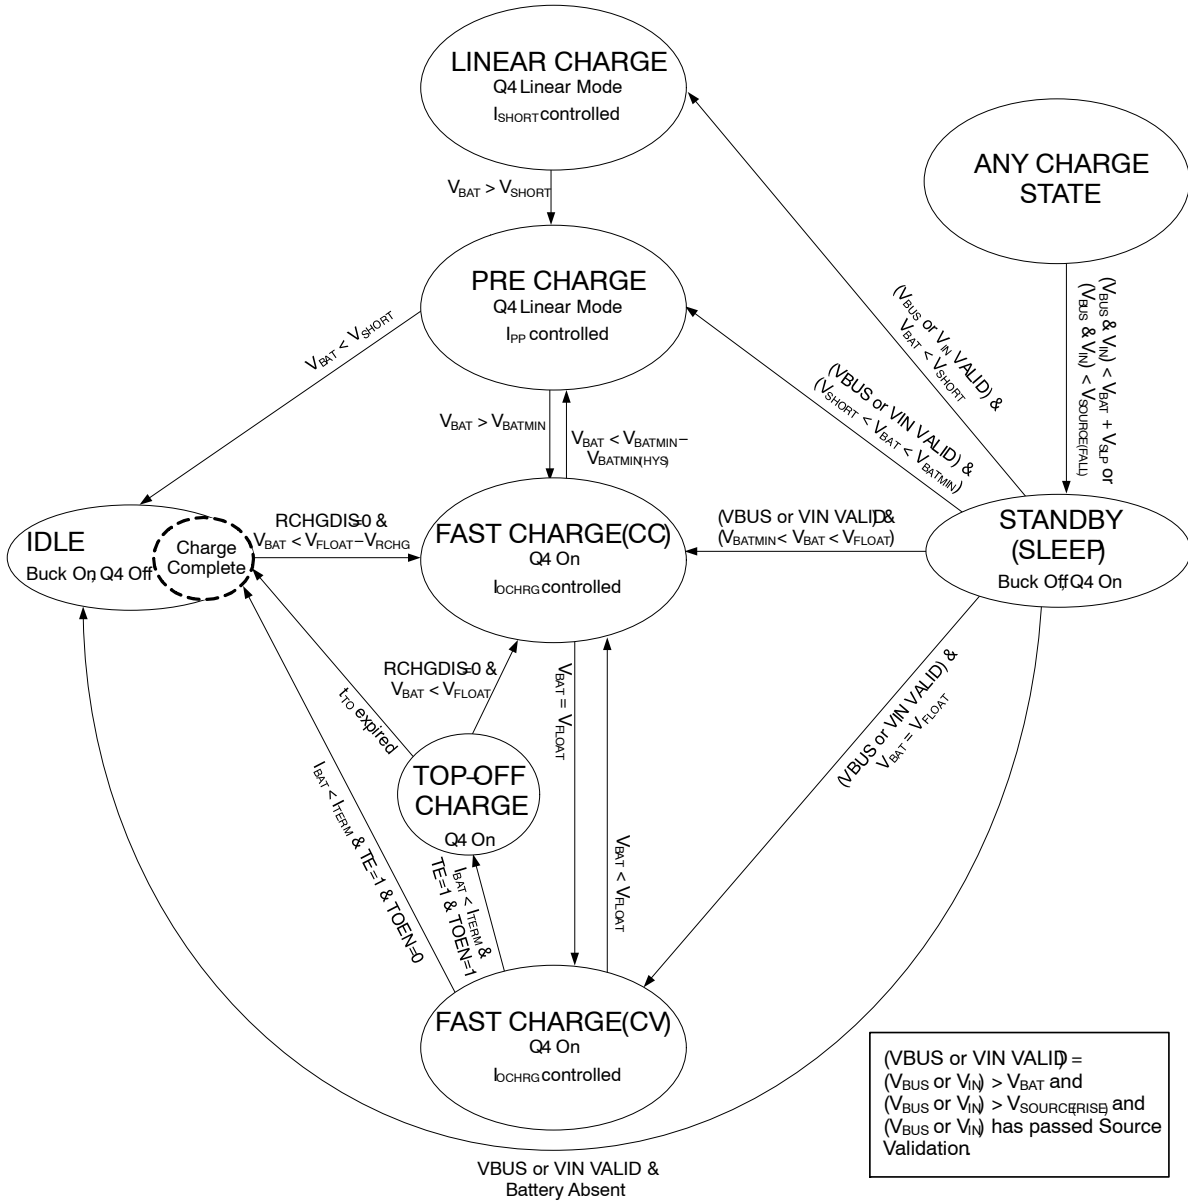 LINEAR CHARGE
Q4 Linear Mode
ISHORT controlled
ANY CHARGE
STATE
VBAT > VSHORT
PRE CHARGE
Q4 Linear Mode
IPP controlled
VBAT < VSHORT
(VBUS or VIN VALID) &
VBAT < VSHORT
(VBUS & VIN) < VBAT + VSLP or
(VBUS & VIN) < VSOURCE(FALL)
(VBUS or VIN VALID) &
(VSHORT < VBAT < VBATMIN)
VBAT > VBATMIN
VBAT < VBATMIN –
VBATMIN(HYS)
IDLE
Buck On, Q4 Off
Charge
Complete
RCHGDIS=0 &
VBAT < VFLOAT – VRCHG
FAST CHARGE(CC)
Q4 On
IOCHRG controlled
(VBUS or VIN VALID) &
(VBATMIN < VBAT < VFLOAT)
STANDBY
(SLEEP)
Buck Off, Q4 On
RCHGDIS=0 &
VBAT < VFLOAT
tTO expired
VBAT = VFLOAT
(VBUS or VIN VALID) &
VBAT = VFLOAT
TOP-OFF
CHARGE
Q4 On
IBAT < ITERM & TE=1 & TOEN=0
IBAT < ITERM &
TE=1 & TOEN=1
VBAT < VFLOAT
FAST CHARGE(CV)
Q4 On
IOCHRG controlled
VBUS or VIN VALID &
Battery Absent
(VBUS or VIN VALID) =
(VBUS or VIN) > VBAT and
(VBUS or VIN) > VSOURCE(RISE) and
(VBUS or VIN) has passed Source
Validation.